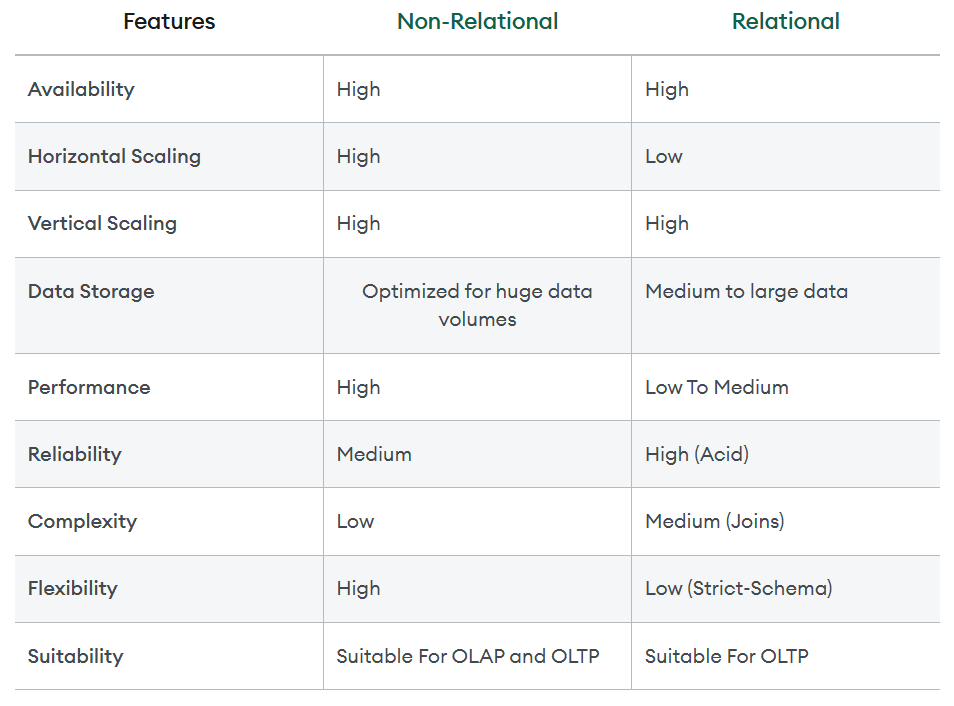 Features Non-Relational Relational
Availability High High
Horizontal Scaling High Low
Vertical Scaling High High
Data Storage Optimized for huge data Medium to large data
volumes
Performance High Low To Medium
Reliability Medium High (Acid)
Complexity Low Medium (Joins)
Flexibility High Low (Strict-Schema)
Suitability Suitable For OLAP and OLTP Suitable For OLTP